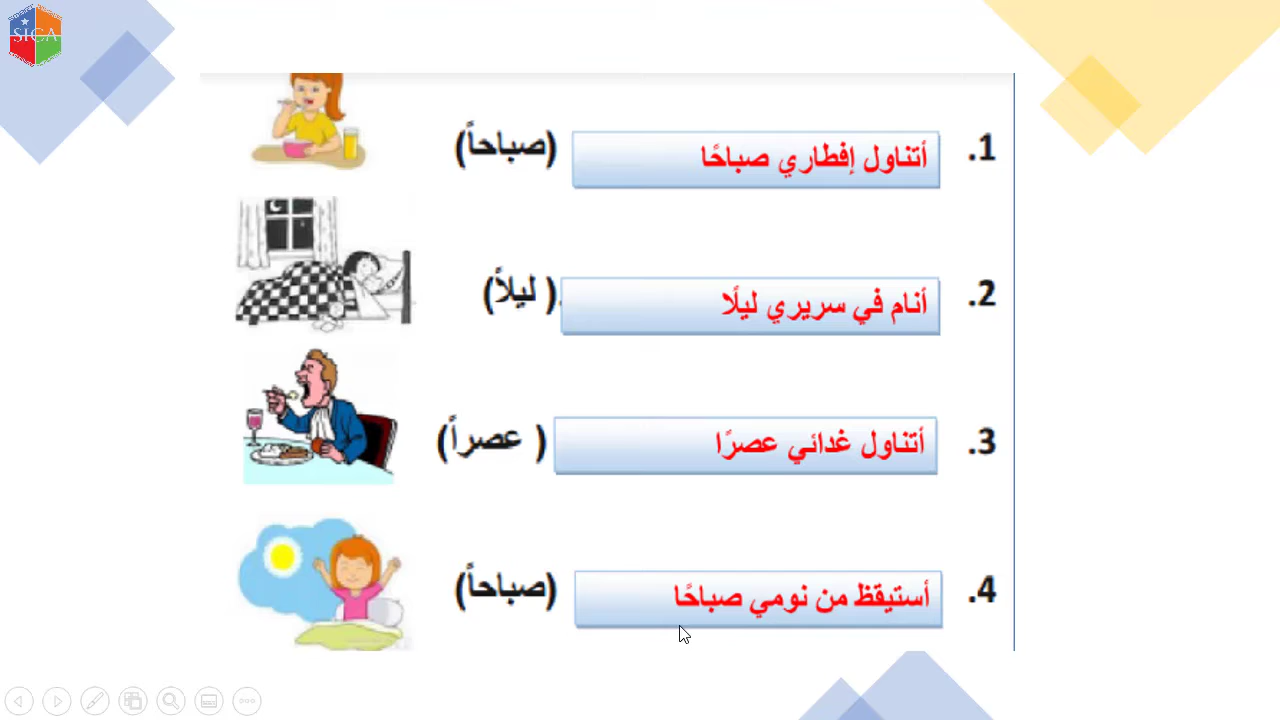 SICA
1. أتناول إفطاري صباحًا (صباحاً)
2. أنام في سريري ليلًا .( ليلاً)
3. أتناول غدائي عصرًا ( عصراً)
4. أستيقظ من نومي صباحًا (صباحاً)